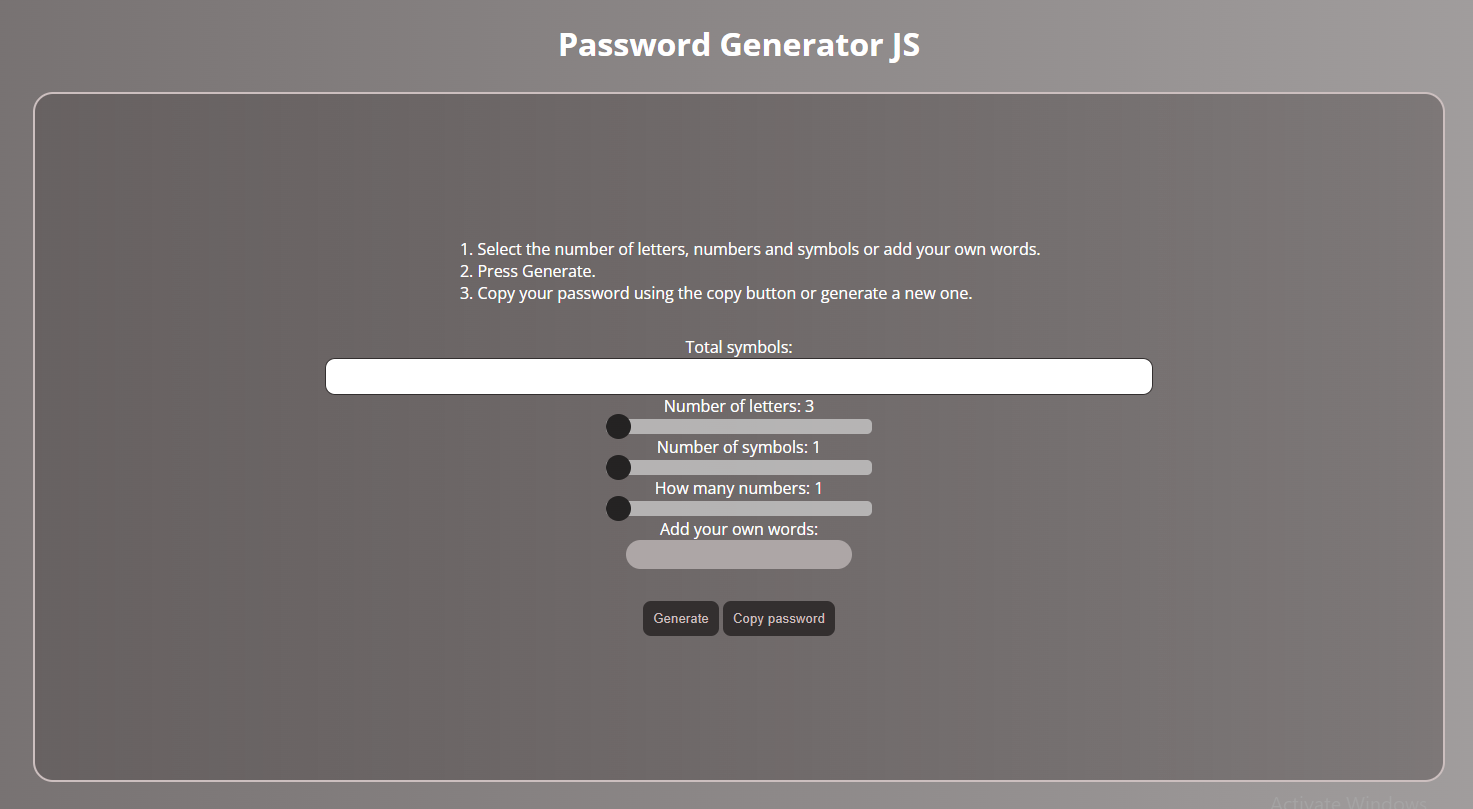 Password Generator JS
1. Select the number of letters, numbers and symbols or add your own words.
2. Press Generate.
3. Copy your password using the copy button or generate a new one.
Total symbols:
Number of letters: 3
Number of symbols: 1
How many numbers: 1
Add your own words:
Generate Copy password
Activate Windows